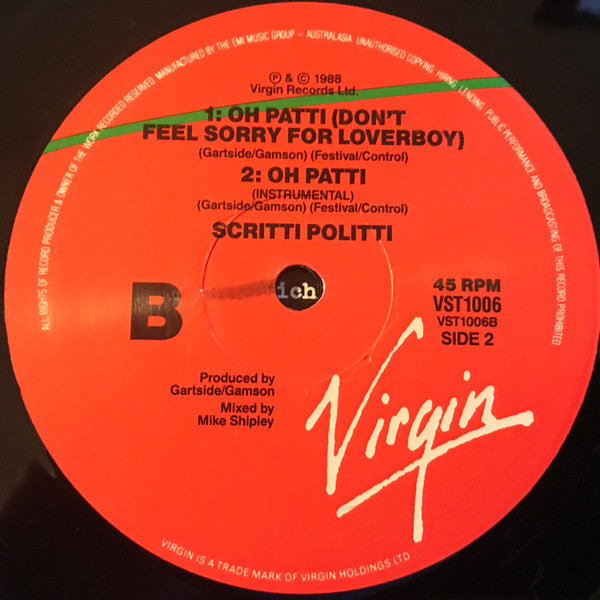 ALL RIGHTS OF RECORD PRODUCER & OWNER OF THE WORK RECORDED RESERVED. MANUFACTURED BY THE EMI MUSIC GROUP – AUSTRALASIA. UNAUTHORISED COPYING, HIRING, LENDING, PUBLIC PERFORMANCE AND BROADCASTING OF THIS RECORD PROHIBITED
℗ & © 1988
Virgin Records Ltd.
1: OH PATTI (DON'T
FEEL SORRY FOR LOVERBOY)
(Gartside/Gamson) (Festival/Control)
2: OH PATTI
(INSTRUMENTAL)
(Gartside/Gamson) (Festival/Control)
SCRITTI POLITTI
B
ich
45 RPM
VST1006
VST1006B
SIDE 2
Produced by
Gartside/Gamson
Mixed by
Mike Shipley
Virgin
VIRGIN IS A TRADE MARK OF VIRGIN HOLDINGS LTD